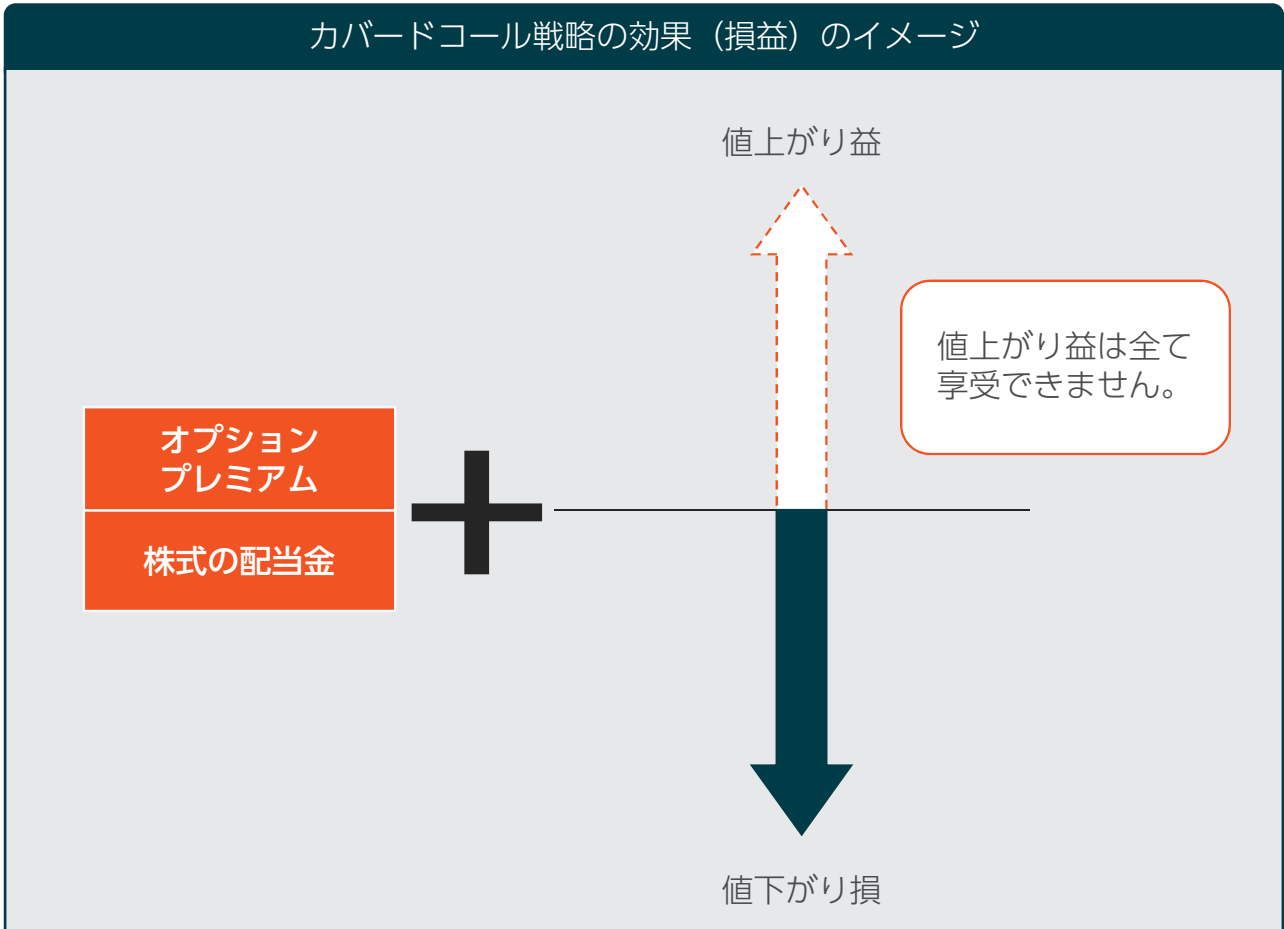 カバードコール戦略の効果（損益）のイメージ
値上がり益
値上がり益は全て
享受できません。
オプション
プレミアム
株式の配当金
値下がり損